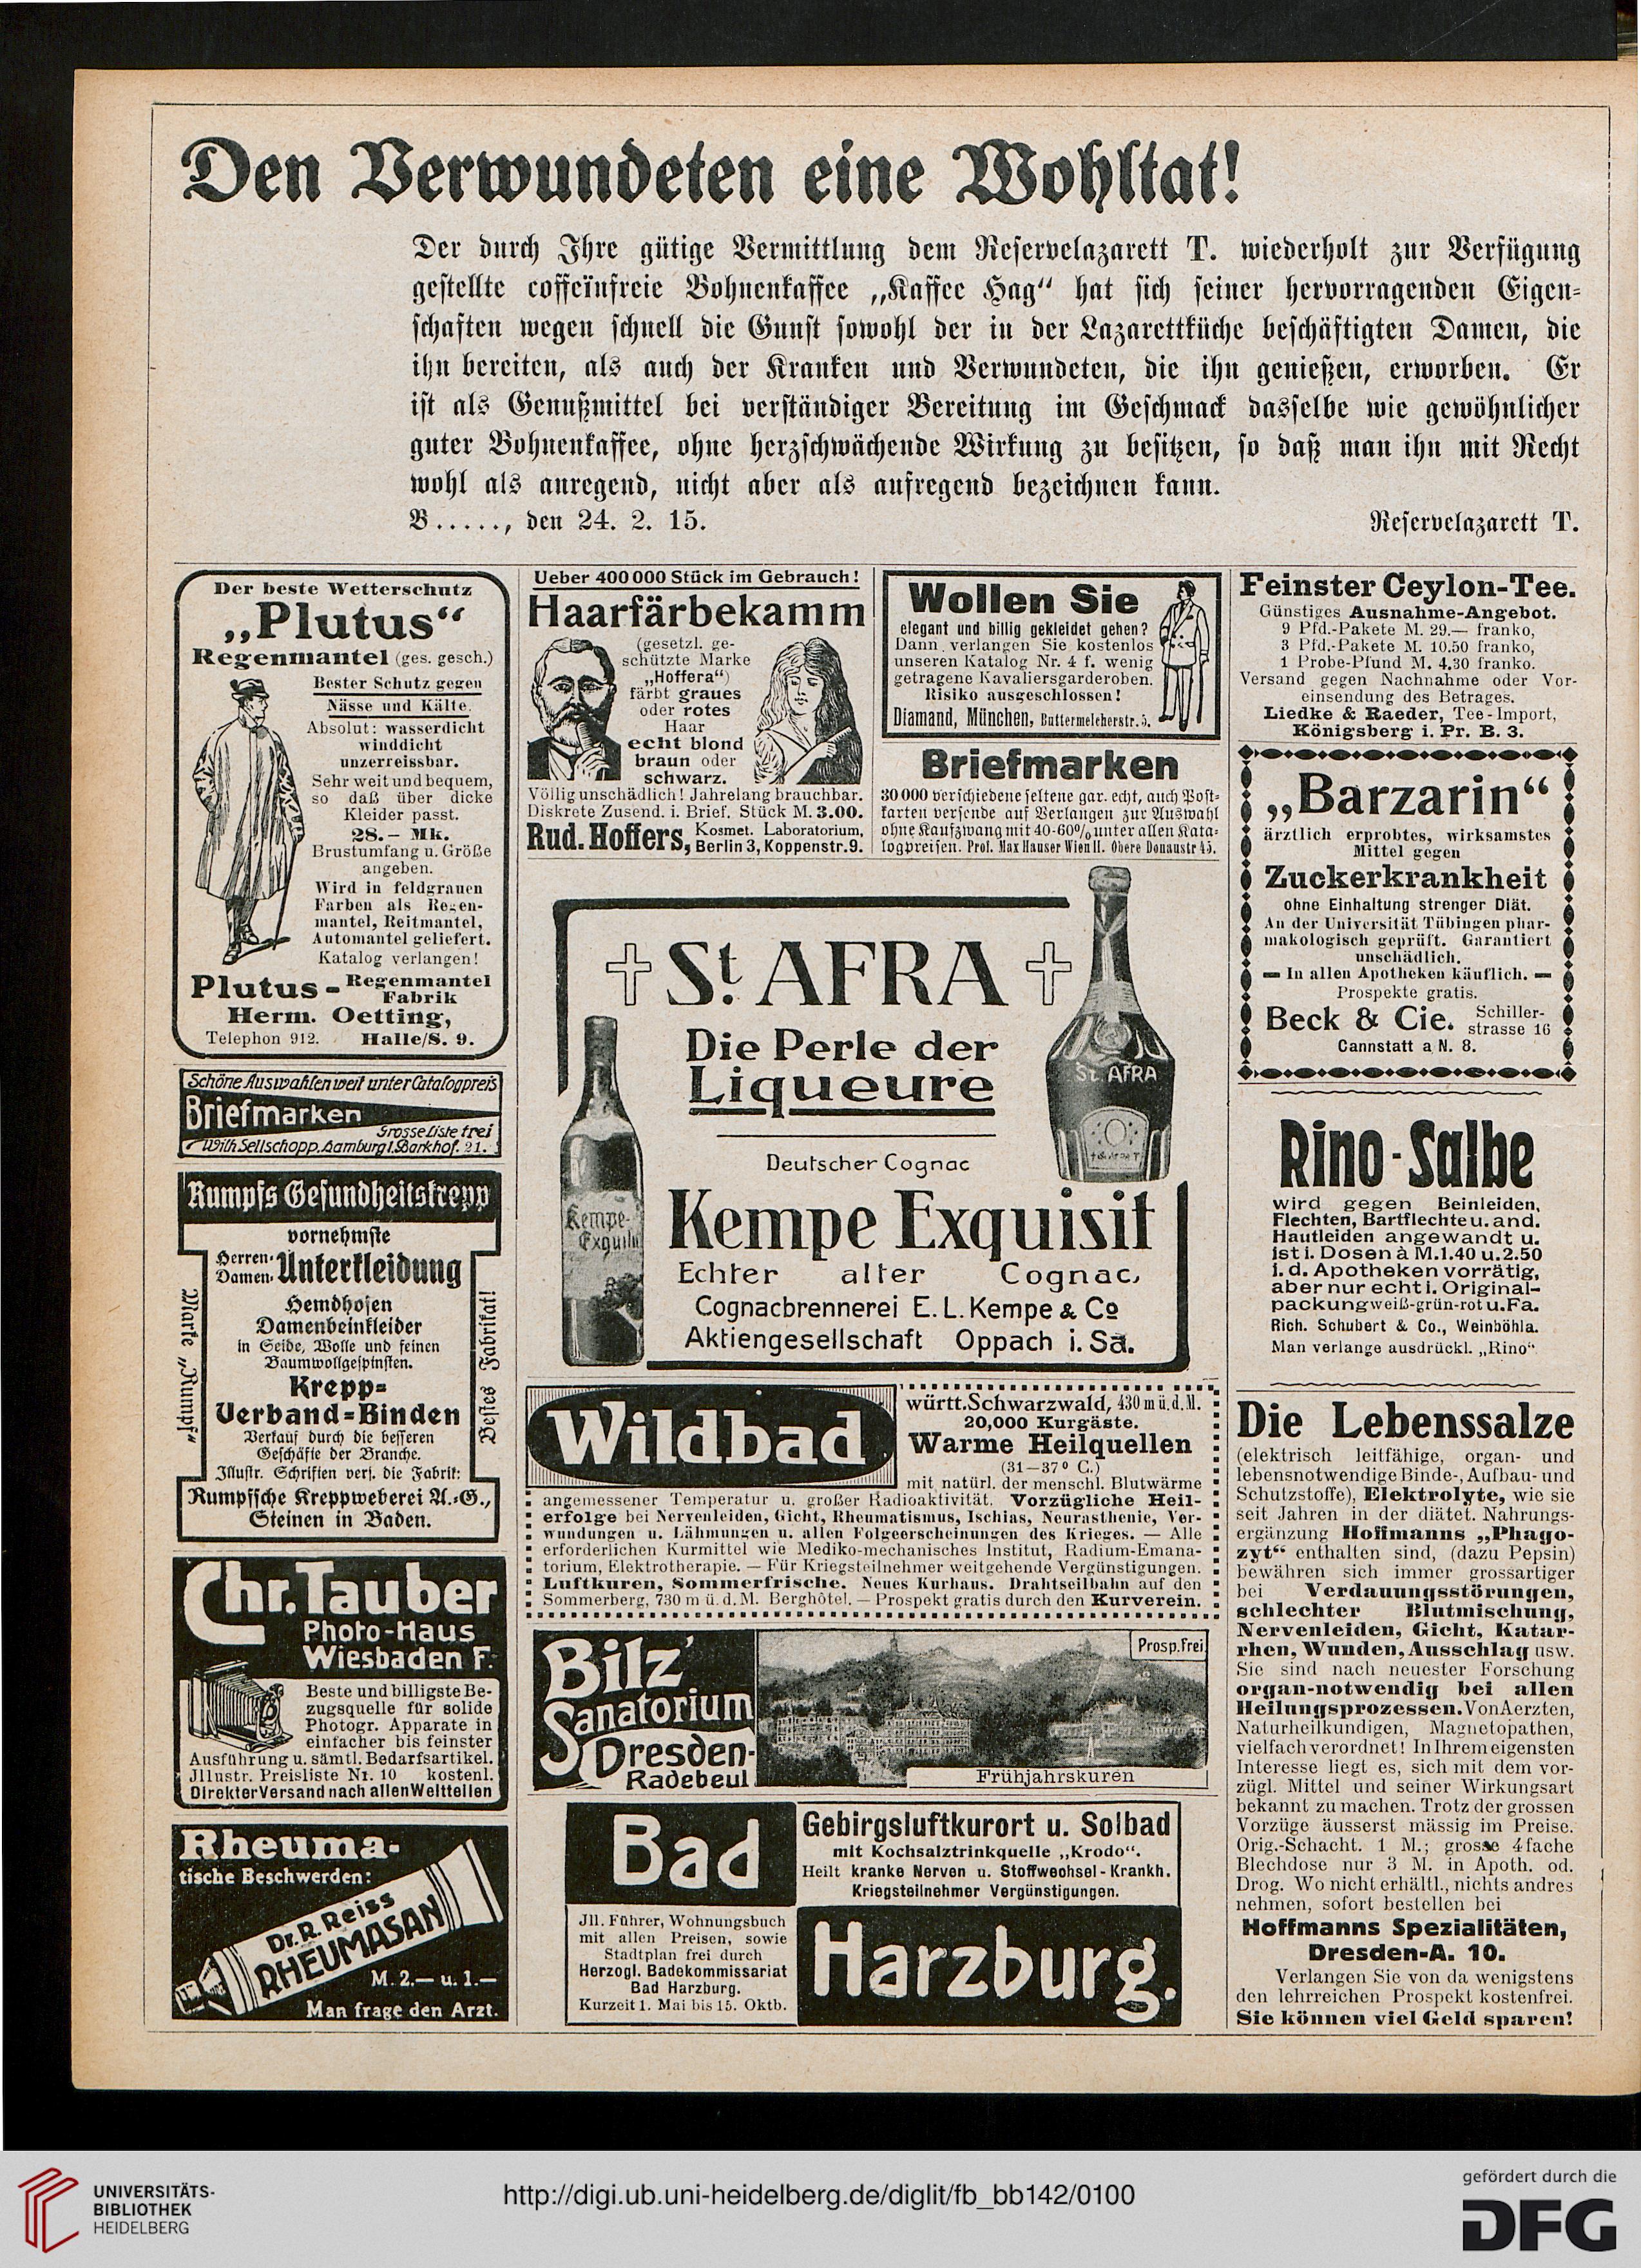 Den Verwundeten eine Wohltat!
Der durch Ihre gütige Vermittlung dem Reservelazarett T. wiederholt zur Verfügung
gestellte coffeïnfreie Bohnenkaffee „Kaffee Hag“ hat sich seiner hervorragenden Eigen-
schaften wegen schnell die Gunst sowohl der in der Lazarettküche beschäftigten Damen, die
ihn bereiten, als auch der Kranken und Verwundeten, die ihn genießen, erworben. Er
ist als Genußmittel bei verständiger Bereitung im Geschmack dasselbe wie gewöhnlicher
guter Bohnenkaffee, ohne herzschwächende Wirkung zu besitzen, so daß man ihn mit Recht
wohl als anregend, nicht aber als aufregend bezeichnen kann.
B....., den 24. 2. 15. Reservelazarett T.
Der beste Wetterschutz
„Plutus“
Regenmantel (ges. gesch.)
Bester Schutz gegen
Nässe und Kälte.
Absolut: wasserdicht
winddicht
unzerreissbar.
Sehr weit und bequem,
so daß über dicke
Kleider passt.
28.– Mk.
Brustumfang u. Größe
angeben.
Wird in feldgrauen
Farben als Regen-
mantel, Reitmantel,
Automantel geliefert.
Katalog verlangen!
Plutus - Regenmantel
Fabrik
Herm. Oetting,
Telephon 912. Halle/S. 9.
Schöne Auswahlen weit unter Catalogpreis
Briefmarken
Grosse Liste frei
Wilh. Sellschopp. Hamburg 1. Barkhof. 21.
Rumpfs Gesundheitskrepp
vornehmste
Herren-
Damen- Unterkleidung
Hemdhosen
Damenbeinkleider
in Seide, Wolle und feinen
Baumwollgespinsten.
Krepp-
Verband-Binden
Verkauf durch die besseren
Geschäfte der Branche.
Illustr. Schriften vers. die Fabrik:
Marke „Rumpf“
Bestes Fabrikat!
Rumpfsche Kreppweberei A.-G.,
Steinen in Baden.
Chr. Tauber
Photo-Haus
Wiesbaden F.
Beste und billigste Be-
zugsquelle für solide
Photogr. Apparate in
einfacher bis feinster
Ausführung u. sämtl. Bedarfsartikel.
Jllustr. Preisliste Nr. 10 kostenl.
Direkter Versand nach allen Weltteilen
Rheuma-
tische Beschwerden:
Dr. R. Reiss
RHEUMASAN
M. 2.— u. 1.—
Man frage den Arzt.
Ueber 400 000 Stück im Gebrauch!
Haarfärbekamm
(gesetzl. ge-
schützte Marke
„Hoffera“)
färbt graues
oder rotes
Haar
echt blond
braun oder
schwarz.
Völlig unschädlich! Jahrelang brauchbar.
Diskrete Zusend. i. Brief. Stück M. 3.00.
Rud. Hoffers, Kosmet. Laboratorium,
Berlin 3, Koppenstr. 9.
Wollen Sie
elegant und billig gekleidet gehen?
Dann verlangen Sie kostenlos
unseren Katalog Nr. 4 f. wenig
getragene Kavaliersgarderoben.
Risiko ausgeschlossen!
Diamand, München, Buttermelcherstr. 5.
Briefmarken
30 000 verschiedene seltene gar. echt, auch Post-
karten versende auf Verlangen zur Auswahl
ohne Kaufzwang mit 40-60% unter allen Kata-
logpreisen. Prof. Max Hauser Wien II. Obere Donaustr 45.
St. AFRA
Die Perle der
Liqueure
St. AFRA
Deutscher Cognac
Kempe Exquisit
Kempe-
Exquisit
Echter alter Cognac,
Cognacbrennerei E. L. Kempe & Co
Aktiengesellschaft Oppach i. Sa.
Wildbad
württ. Schwarzwald, 430 m ü. d. M.
20,000 Kurgäste.
Warme Heilquellen
(31—37° C.)
mit natürl. der menschl. Blutwärme
angemessener Temperatur u. großer Radioaktivität. Vorzügliche Heil-
erfolge bei Nervenleiden, Gicht, Rheumatismus, Ischias, Neurasthenie, Ver-
wundungen u. Lähmungen u. allen Folgeerscheinungen des Krieges. — Alle
erforderlichen Kurmittel wie Mediko-mechanisches Institut, Radium-Emana-
torium, Elektrotherapie. — Für Kriegsteilnehmer weitgehende Vergünstigungen.
Luftkuren, Sommerfrische. Neues Kurhaus. Drahtseilbahn auf den
Sommerberg, 730 m ü. d. M. Berghôtel. — Prospekt gratis durch den Kurverein.
Bilz'
Sanatorium
Dresden-
Radebeul
Prosp. frei
Frühjahrskuren
Bad
Gebirgsluftkurort u. Solbad
mit Kochsalztrinkquelle „Krodo“.
Heilt kranke Nerven u. Stoffwechsel-Krankh.
Kriegsteilnehmer Vergünstigungen.
Jll. Führer, Wohnungsbuch
mit allen Preisen, sowie
Stadtplan frei durch
Herzogl. Badekommissariat
Bad Harzburg.
Kurzeit 1. Mai bis 15. Oktb.
Harzburg.
Feinster Ceylon-Tee.
Günstiges Ausnahme-Angebot.
9 Pfd.-Pakete M. 29.— franko,
3 Pfd.-Pakete M. 10.50 franko,
1 Probe-Pfund M. 4.30 franko.
Versand gegen Nachnahme oder Vor-
einsendung des Betrages.
Liedke & Raeder, Tee-Import,
Königsberg i. Pr. B. 3.
„Barzarin“
ärztlich erprobtes, wirksamstes
Mittel gegen
Zuckerkrankheit
ohne Einhaltung strenger Diät.
An der Universität Tübingen phar-
makologisch geprüft. Garantiert
unschädlich.
— In allen Apotheken käuflich. —
Prospekte gratis.
Beck & Cie. Schiller-
strasse 16
Cannstatt a N. 8.
Rino-Salbe
wird gegen Beinleiden,
Flechten, Bartflechte u. and.
Hautleiden angewandt u.
ist i. Dosen à M. 1.40 u. 2.50
i. d. Apotheken vorrätig,
aber nur echt i. Original-
packung weiß-grün-rot u. Fa.
Rich. Schubert & Co., Weinböhla.
Man verlange ausdrückl. „Rino“
Die Lebenssalze
(elektrisch leitfähige, organ- und
lebensnotwendige Binde-, Aufbau- und
Schutzstoffe), Elektrolyte, wie sie
seit Jahren in der diätet. Nahrungs-
ergänzung Hoffmanns „Phago-
zyt“ enthalten sind, (dazu Pepsin)
bewähren sich immer grossartiger
bei Verdauungsstörungen,
schlechter Blutmischung,
Nervenleiden, Gicht, Katar-
rhen, Wunden, Ausschlag usw.
Sie sind nach neuester Forschung
organ-notwendig bei allen
Heilungsprozessen. Von Aerzten,
Naturheilkundigen, Magnetopathen,
vielfach verordnet! In Ihrem eigensten
Interesse liegt es, sich mit dem vor-
zügl. Mittel und seiner Wirkungsart
bekannt zu machen. Trotz der grossen
Vorzüge äusserst mässig im Preise.
Orig.-Schacht. 1 M.; grosse 4fache
Blechdose nur 3 M. in Apoth. od.
Drog. Wo nicht erhältl., nichts andres
nehmen, sofort bestellen bei
Hoffmanns Spezialitäten,
Dresden-A. 10.
Verlangen Sie von da wenigstens
den lehrreichen Prospekt kostenfrei.
Sie können viel Geld sparen!
UNIVERSITÄTS-
BIBLIOTHEK
HEIDELBERG
http://digi.ub.uni-heidelberg.de/diglit/fb_bb142/0100
gefördert durch die
DFG